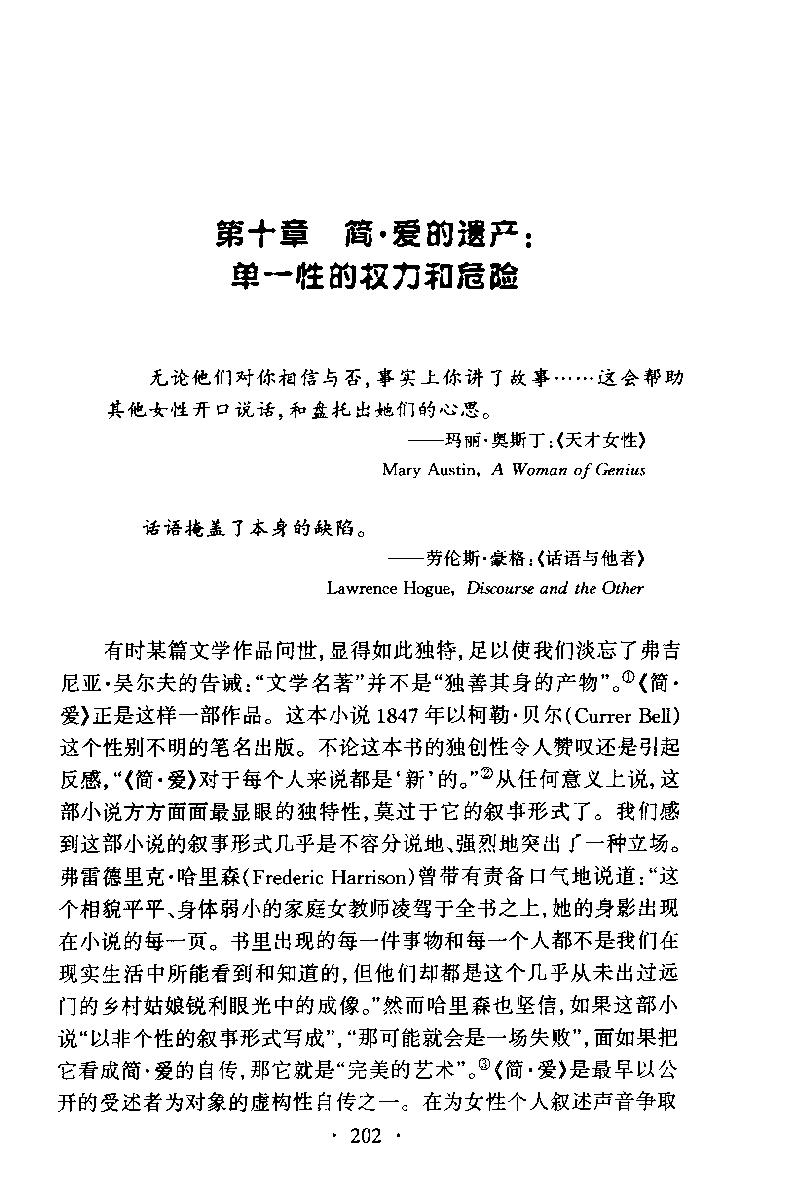 第十章 简·爱的遗产：
单一性的权力和危险
无论他们对你相信与否,事实上你讲了故事……这会帮助
其他女性开口说话,和盘托出她们的心思。
——玛丽·奥斯丁:《天才女性》
Mary Austin, A Woman of Genius
话语掩盖了本身的缺陷。
——劳伦斯·豪格:《话语与他者》
Lawrence Hogue, Discourse and the Other
有时某篇文学作品问世,显得如此独特,足以使我们淡忘了弗吉
尼亚·吴尔夫的告诫:“文学名著”并不是“独善其身的产物”。①《简·
爱》正是这样一部作品。这本小说 1847 年以柯勒·贝尔(Currer Bell)
这个性别不明的笔名出版。不论这本书的独创性令人赞叹还是引起
反感,“《简·爱》对于每个人来说都是‘新’的。”②从任何意义上说,这
部小说方方面面最显眼的独特性,莫过于它的叙事形式了。我们感
到这部小说的叙事形式几乎是不容分说地、强烈地突出了一种立场。
弗雷德里克·哈里森(Frederic Harrison)曾带有责备口气地说道:“这
个相貌平平、身体弱小的家庭女教师凌驾于全书之上,她的身影出现
在小说的每一页。书里出现的每一件事物和每一个人都不是我们在
现实生活中所能看到和知道的,但他们却都是这个几乎从未出过远
门的乡村姑娘锐利眼光中的成像。”然而哈里森也坚信,如果这部小
说“以非个性的叙事形式写成”,“那可能就会是一场失败”,面如果把
它看成简·爱的自传,那它就是“完美的艺术”。③《简·爱》是最早以公
开的受述者为对象的虚构性自传之一。在为女性个人叙述声音争取
· 202 ·